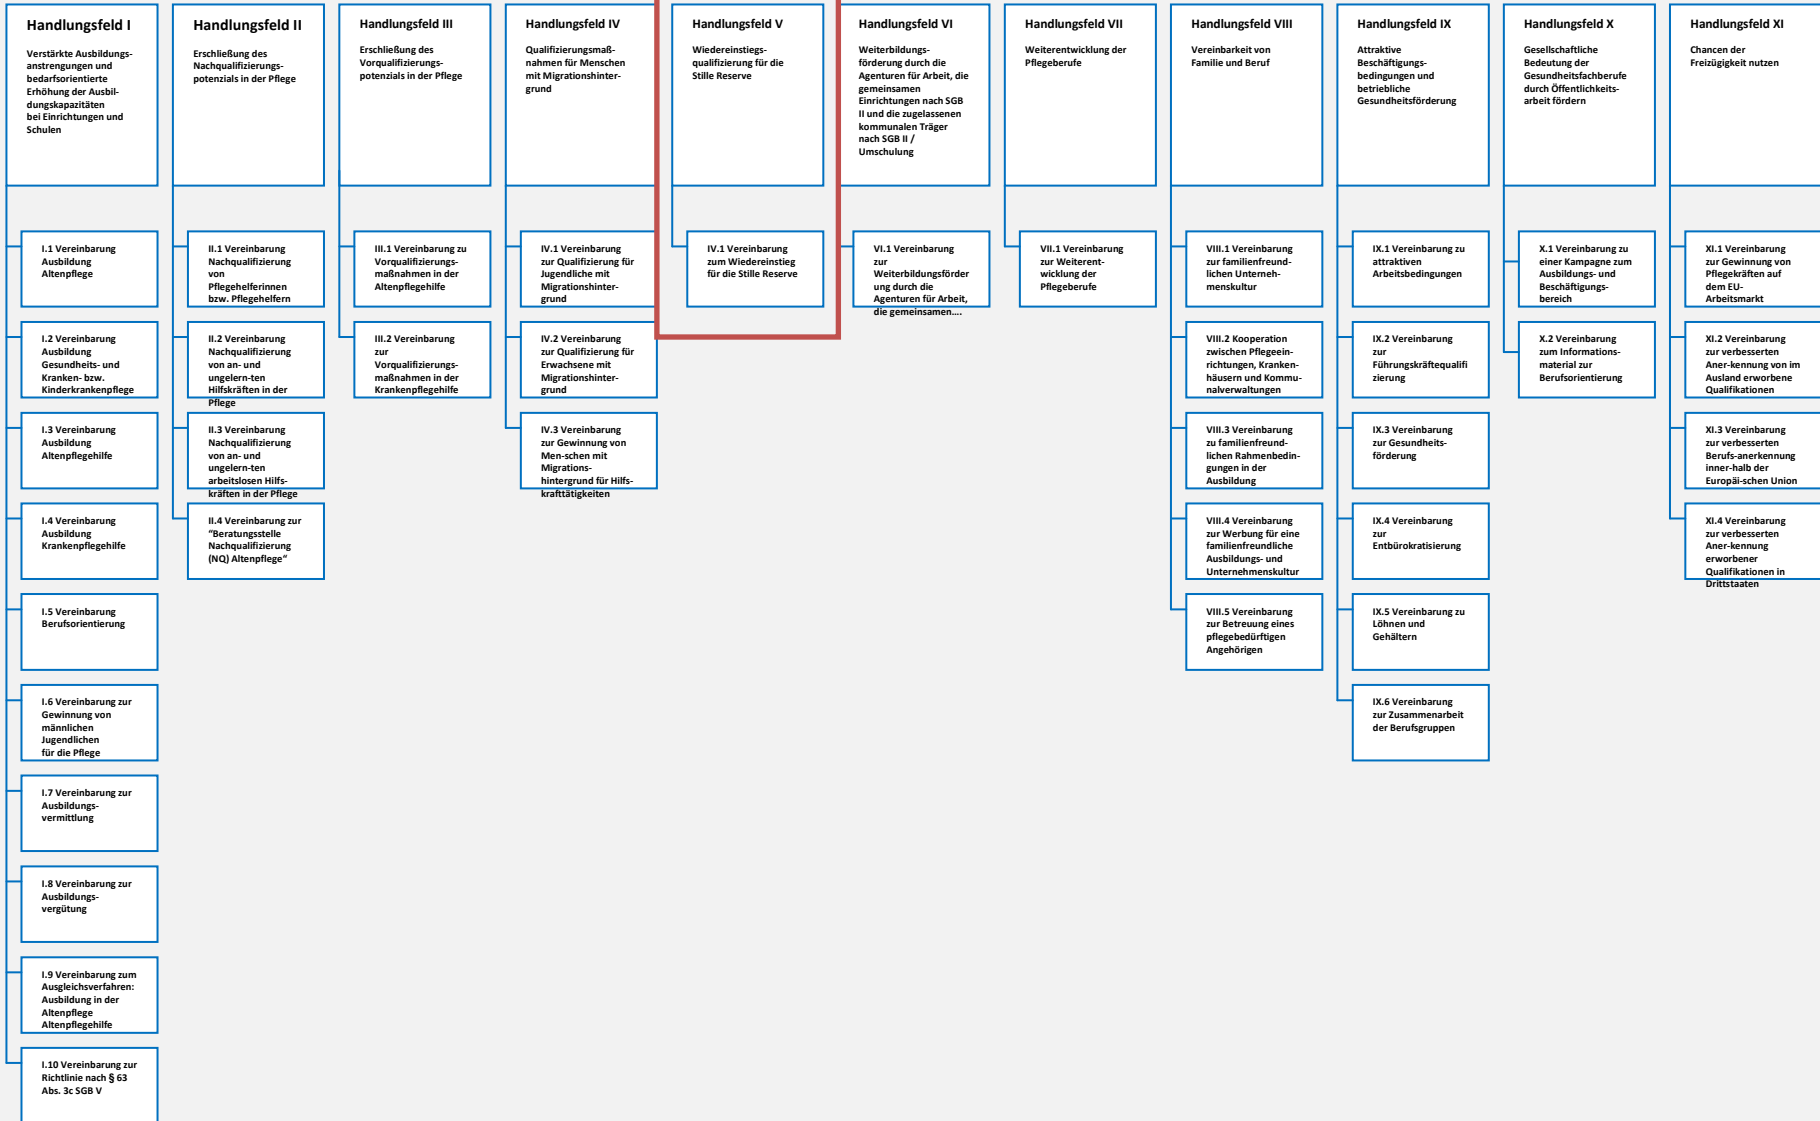 Handlungsfeld I
Verstärkte Ausbildungs-
anstrengungen und
bedarfsorientierte
Erhöhung der Ausbil-
dungskapazitäten
bei Einrichtungen und
Schulen
I.1 Vereinbarung
Ausbildung
Altenpflege
I.2 Vereinbarung
Ausbildung
Gesundheits- und
Kranken- bzw.
Kinderkrankenpflege
I.3 Vereinbarung
Ausbildung
Altenpflegehilfe
I.4 Vereinbarung
Ausbildung
Krankenpflegehilfe
I.5 Vereinbarung
Berufsorientierung
I.6 Vereinbarung zur
Gewinnung von
männlichen
Jugendlichen
für die Pflege
I.7 Vereinbarung zur
Ausbildungs-
vermittlung
I.8 Vereinbarung zur
Ausbildungs-
vergütung
I.9 Vereinbarung zum
Ausgleichsverfahren:
Ausbildung in der
Altenpflege
Altenpflegehilfe
I.10 Vereinbarung zur
Richtlinie nach § 63
Abs. 3c SGB V
Handlungsfeld II
Erschließung des
Nachqualifizierungs-
potenzials in der Pflege
II.1 Vereinbarung
Nachqualifizierung
von
Pflegehelferinnen
bzw. Pflegehelfern
II.2 Vereinbarung
Nachqualifizierung
von an- und
ungelern-ten
Hilfskräften in der
Pflege
II.3 Vereinbarung
Nachqualifizierung
von an- und
ungelern-ten
arbeitslosen Hilfs-
kräften in der Pflege
II.4 Vereinbarung zur
“Beratungsstelle
Nachqualifizierung
(NQ) Altenpflege“
Handlungsfeld III
Erschließung des
Vorqualifizierungs-
potenzials in der Pflege
III.1 Vereinbarung zu
Vorqualifizierungs-
maßnahmen in der
Altenpflegehilfe
III.2 Vereinbarung
zur
Vorqualifizierungs-
maßnahmen in der
Krankenpflegehilfe
Handlungsfeld IV
Qualifizierungsmaß-
nahmen für Menschen
mit Migrationshinter-
grund
IV.1 Vereinbarung
zur Qualifizierung für
Jugendliche mit
Migrationshinter-
grund
IV.2 Vereinbarung
zur Qualifizierung für
Erwachsene mit
Migrationshinter-
grund
IV.3 Vereinbarung
zur Gewinnung von
Men-schen mit
Migrations-
hintergrund für Hilfs-
krafttätigkeiten
Handlungsfeld V
Wiedereinstiegs-
qualifizierung für die
Stille Reserve
IV.1 Vereinbarung
zum Wiedereinstieg
für die Stille Reserve
Handlungsfeld VI
Weiterbildungs-
förderung durch die
Agenturen für Arbeit, die
gemeinsamen
Einrichtungen nach SGB
II und die zugelassenen
kommunalen Träger
nach SGB II /
Umschulung
VI.1 Vereinbarung
zur
Weiterbildungsförder
ung durch die
Agenturen für Arbeit,
die gemeinsamen....
Handlungsfeld VII
Weiterentwicklung der
Pflegeberufe
VII.1 Vereinbarung
zur Weiterent-
wicklung der
Pflegeberufe
Handlungsfeld VIII
Vereinbarkeit von
Familie und Beruf
VIII.1 Vereinbarung
zur familienfreund-
lichen Unterneh-
menskultur
VIII.2 Kooperation
zwischen Pflegeein-
richtungen, Kranken-
häusern und Kommu-
nalverwaltungen
VIII.3 Vereinbarung
zu familienfreund-
lichen Rahmenbedin-
gungen in der
Ausbildung
VIII.4 Vereinbarung
zur Werbung für eine
familienfreundliche
Ausbildungs- und
Unternehmenskultur
VIII.5 Vereinbarung
zur Betreuung eines
pflegebedürftigen
Angehörigen
Handlungsfeld IX
Attraktive
Beschäftigungs-
bedingungen und
betriebliche
Gesundheitsförderung
IX.1 Vereinbarung zu
attraktiven
Arbeitsbedingungen
IX.2 Vereinbarung
zur
Führungskräftequalifi
zierung
IX.3 Vereinbarung
zur Gesundheits-
förderung
IX.4 Vereinbarung
zur
Entbürokratisierung
IX.5 Vereinbarung zu
Löhnen und
Gehältern
IX.6 Vereinbarung
zur Zusammenarbeit
der Berufsgruppen
Handlungsfeld X
Gesellschaftliche
Bedeutung der
Gesundheitsfachberufe
durch Öffentlichkeits-
arbeit fördern
X.1 Vereinbarung zu
einer Kampagne zum
Ausbildungs- und
Beschäftigungs-
bereich
X.2 Vereinbarung
zum Informations-
material zur
Berufsorientierung
Handlungsfeld XI
Chancen der
Freizügigkeit nutzen
XI.1 Vereinbarung
zur Gewinnung von
Pflegekräften auf
dem EU-
Arbeitsmarkt
XI.2 Vereinbarung
zur verbesserten
Aner-kennung von im
Ausland erworbene
Qualifikationen
XI.3 Vereinbarung
zur verbesserten
Berufs-anerkennung
inner-halb der
Europäi-schen Union
XI.4 Vereinbarung
zur verbesserten
Aner-kennung
erworbener
Qualifikationen in
Drittstaaten